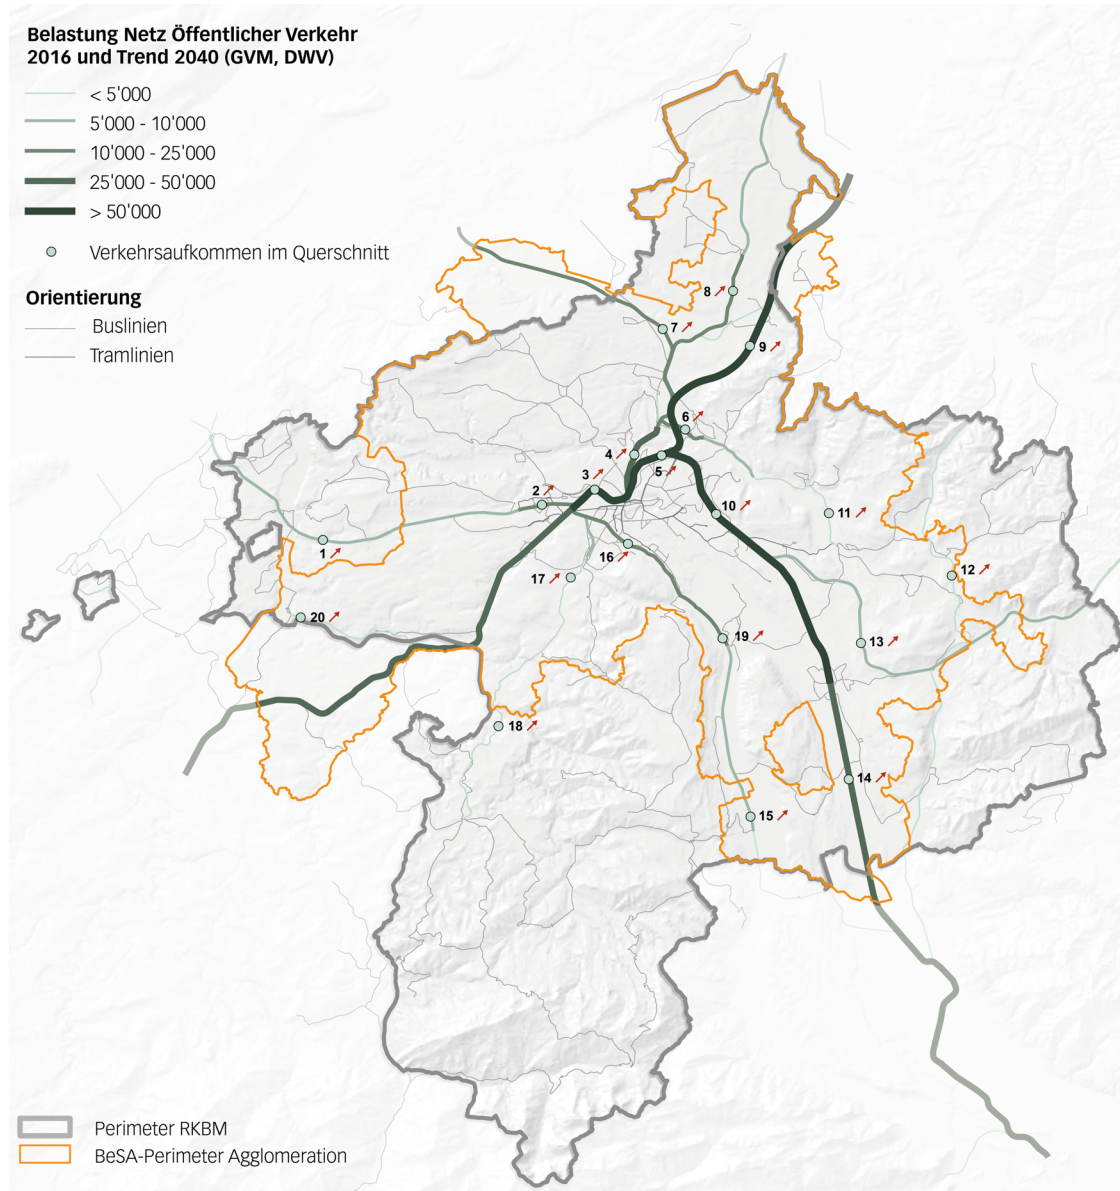 Belastung Netz Öffentlicher Verkehr
2016 und Trend 2040 (GVM, DWV)
< 5'000
5'000 - 10'000
10'000 - 25'000
25'000 - 50'000
> 50'000
Verkehrsaufkommen im Querschnitt
Orientierung
Buslinien
Tramlinien
8
7
9
6
4
5
3
2
10
11
1
16
12
17
20
19
13
18
14
15
Perimeter RKBM
BeSA-Perimeter Agglomeration